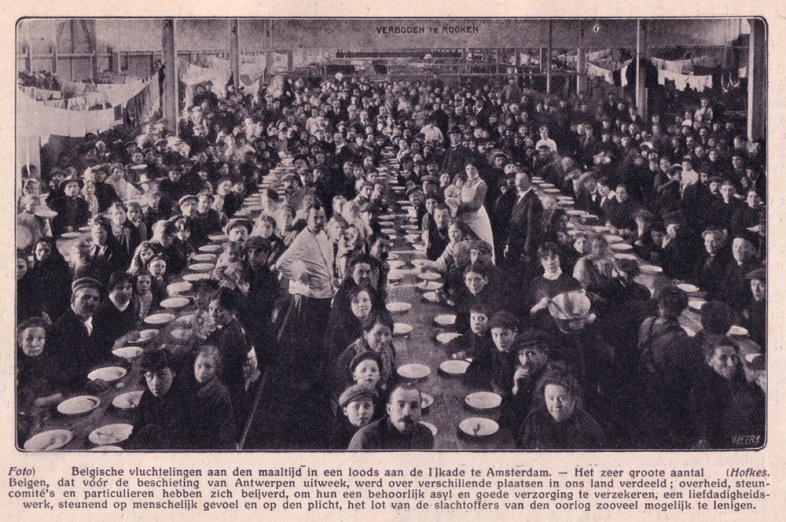 VERBODEN TE ROOKEN
V. LEER.
Foto) Belgische vluchtelingen aan den maaltijd in een loods aan de IJkade te Amsterdam. — Het zeer groote aantal (Hofkes.
Belgen, dat vóór de beschieting van Antwerpen uitweek, werd over verschillende plaatsen in ons land verdeeld; overheid, steun-
comité's en particulieren hebben zich beijverd, om hun een behoorlijk asyl en goede verzorging te verzekeren, een liefdadigheids-
werk, steunend op menschelijk gevoel en op den plicht, het lot van de slachtoffers van den oorlog zooveel mogelijk te lenigen.